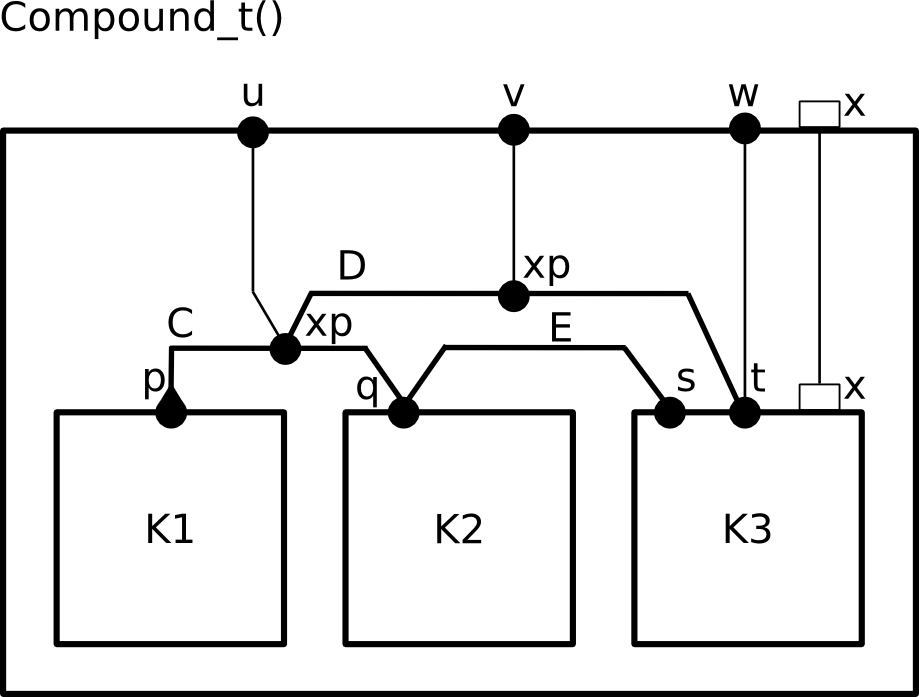 Compound_t()
u v w x
D xp
C xp E
p q s t x
K1 K2 K3